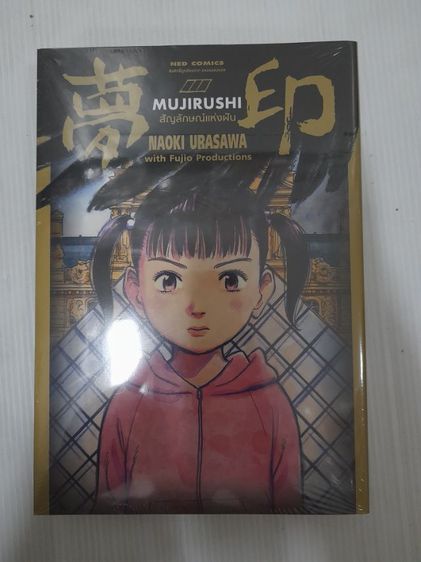 NED COMICS
夢印
MUJIRUSHI
สัญลักษณ์แห่งฝัน
NAOKI URASAWA
with Fujio Productions